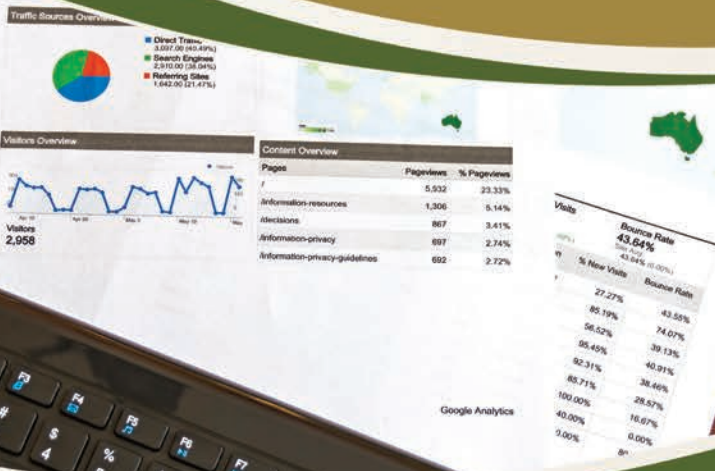 Traffic Sources Overview
Direct Traffic
3,097.00 (40.49%)
Search Engines
2,910.00 (38.04%)
Referring Sites
1,642.00 (21.47%)
Visitors Overview
Visitors
2,958
Content Overview
Pages Pageviews % Pageviews
/ 5,932 23.33%
/information-resources 1,306 5.14%
/decisions 867 3.41%
/information-privacy 697 2.74%
/information-privacy-guidelines 692 2.72%
Visits Bounce Rate
43.64%
Site Avg:
43.64% (0.00%)
% New Visits Bounce Rate
27.27% 43.55%
85.19% 74.07%
56.52% 39.13%
95.45% 40.91%
92.31% 38.46%
85.71% 28.57%
100.00% 16.67%
40.00% 0.00%
Google Analytics
F3
F4
F5
F6
F7
#
$
4
%